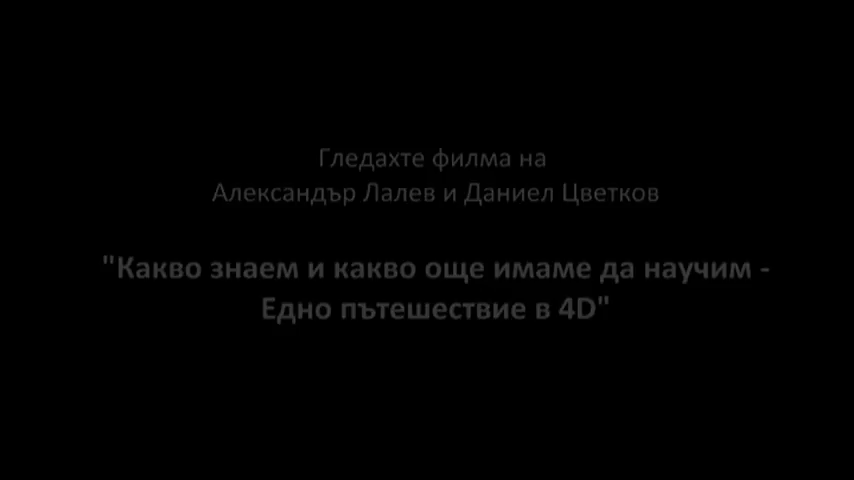 Гледахте филма на
Александър Лалев и Даниел Цветков
"Какво знаем и какво още имаме да научим -
Едно пътешествие в 4D"